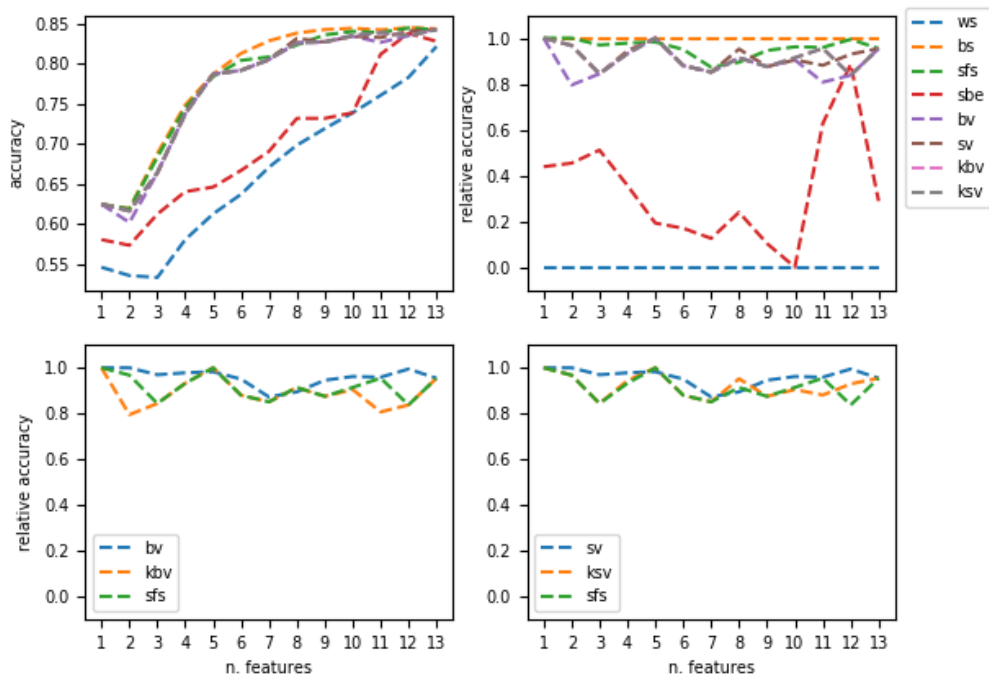 accuracy
0.85
0.80
0.75
0.70
0.65
0.60
0.55
1 2 3 4 5 6 7 8 9 10 11 12 13
relative accuracy
1.0
0.8
0.6
0.4
0.2
0.0
1 2 3 4 5 6 7 8 9 10 11 12 13
ws
bs
sfs
sbe
bv
sv
kbv
ksv
relative accuracy
1.0
0.8
0.6
0.4
0.2
0.0
bv
kbv
sfs
1 2 3 4 5 6 7 8 9 10 11 12 13
n. features
1.0
0.8
0.6
0.4
0.2
0.0
sv
ksv
sfs
1 2 3 4 5 6 7 8 9 10 11 12 13
n. features